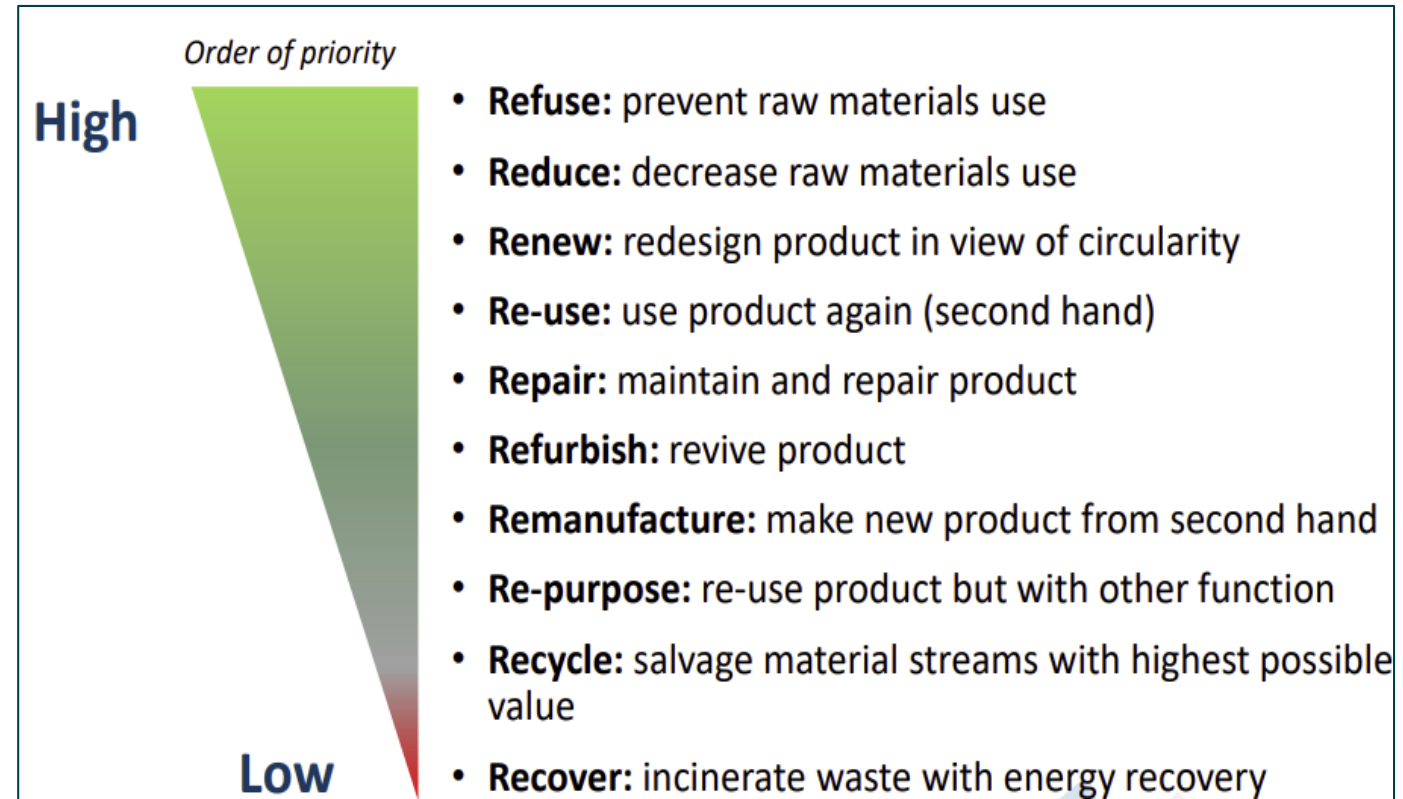 Order of priority
High
• Refuse: prevent raw materials use
• Reduce: decrease raw materials use
• Renew: redesign product in view of circularity
• Re-use: use product again (second hand)
• Repair: maintain and repair product
• Refurbish: revive product
• Remanufacture: make new product from second hand
• Re-purpose: re-use product but with other function
• Recycle: salvage material streams with highest possible
value
Low
• Recover: incinerate waste with energy recovery